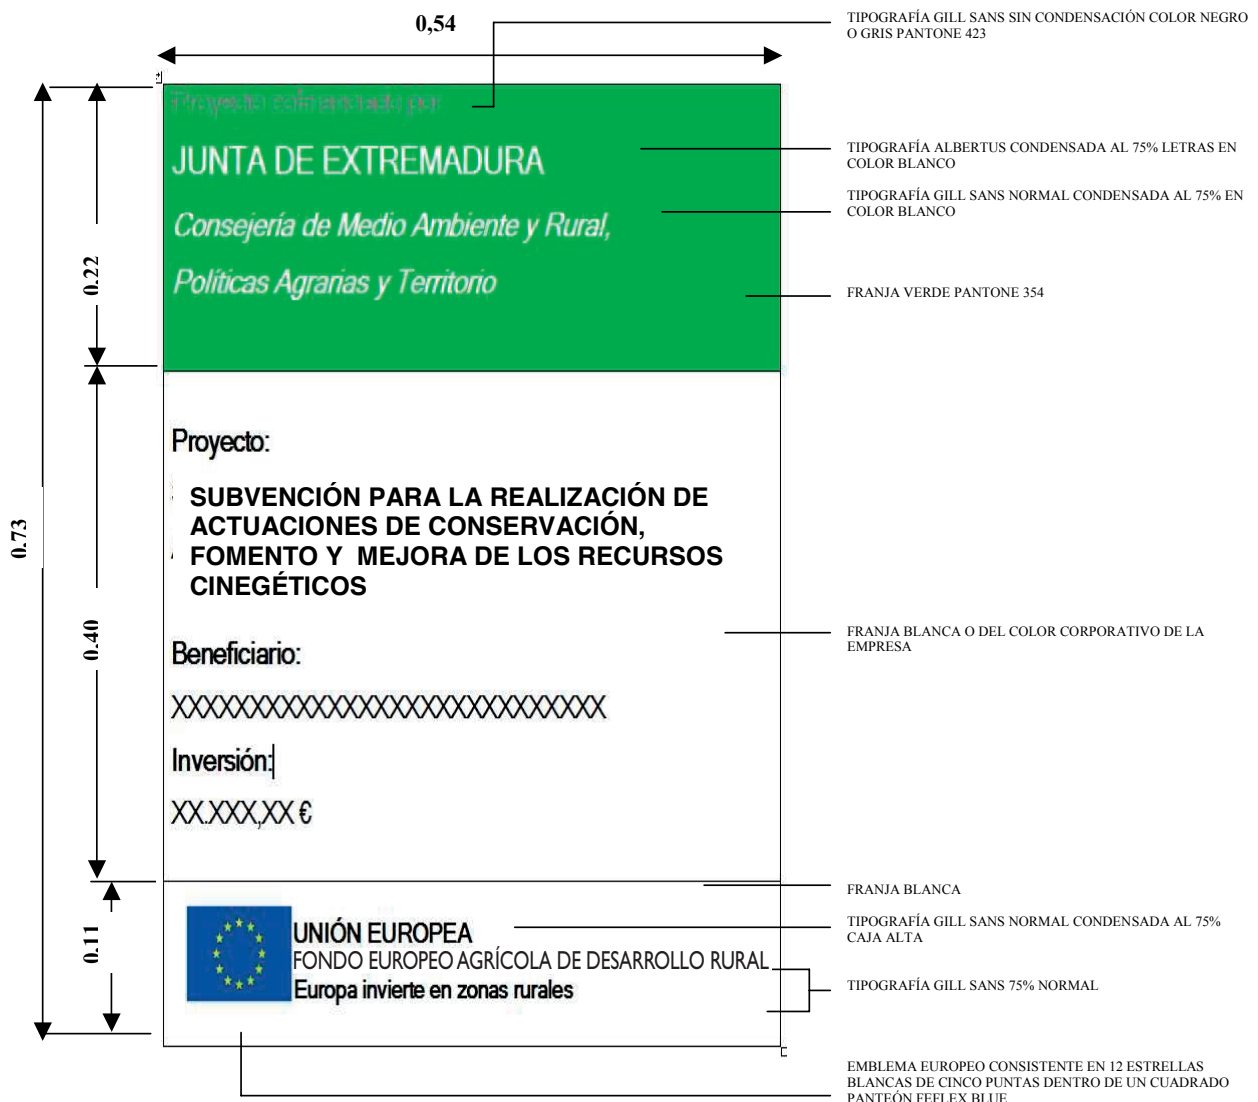 0,54
TIPOGRAFÍA GILL SANS SIN CONDENSACIÓN COLOR NEGRO
O GRIS PANTONE 423
Proyecto cofinanciado por
JUNTA DE EXTREMADURA
TIPOGRAFÍA ALBERTUS CONDENSADA AL 75% LETRAS EN
COLOR BLANCO
TIPOGRAFÍA GILL SANS NORMAL CONDENSADA AL 75% EN
COLOR BLANCO
Consejería de Medio Ambiente y Rural,
Políticas Agrarias y Territorio
0.22
FRANJA VERDE PANTONE 354
Proyecto:
SUBVENCIÓN PARA LA REALIZACIÓN DE
ACTUACIONES DE CONSERVACIÓN,
FOMENTO Y MEJORA DE LOS RECURSOS
CINEGÉTICOS
0.73
0.40
FRANJA BLANCA O DEL COLOR CORPORATIVO DE LA
EMPRESA
Beneficiario:
XXXXXXXXXXXXXXXXXXXXXXXXXXXX
Inversión:
XX.XXX,XX €
FRANJA BLANCA
0.11
UNIÓN EUROPEA
FONDO EUROPEO AGRÍCOLA DE DESARROLLO RURAL
Europa invierte en zonas rurales
TIPOGRAFÍA GILL SANS NORMAL CONDENSADA AL 75%
CAJA ALTA
TIPOGRAFÍA GILL SANS 75% NORMAL
EMBLEMA EUROPEO CONSISTENTE EN 12 ESTRELLAS
BLANCAS DE CINCO PUNTAS DENTRO DE UN CUADRADO
PANTEÓN FEFLEX BLUE